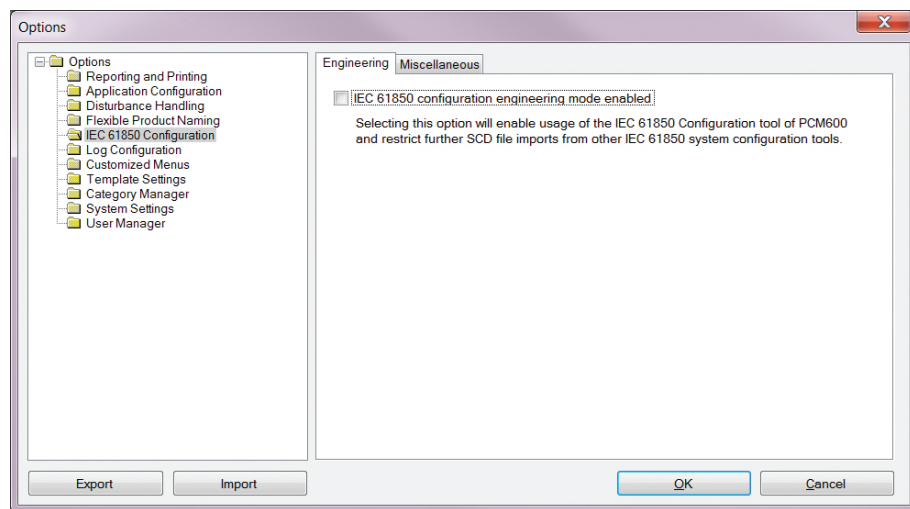 Options
X
Options
Reporting and Printing
Application Configuration
Disturbance Handling
Flexible Product Naming
IEC 61850 Configuration
Log Configuration
Customized Menus
Template Settings
Category Manager
System Settings
User Manager
Engineering
Miscellaneous
IEC 61850 configuration engineering mode enabled
Selecting this option will enable usage of the IEC 61850 Configuration tool of PCM600
and restrict further SCD file imports from other IEC 61850 system configuration tools.
Export
Import
OK
Cancel